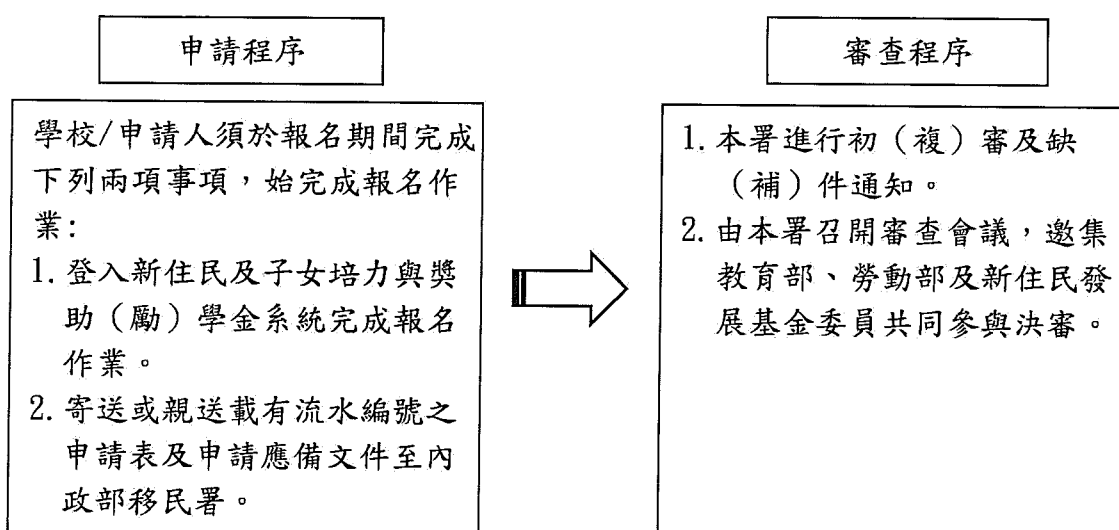 申請程序
學校/申請人須於報名期間完成
下列兩項事項，始完成報名作
業:
1. 登入新住民及子女培力與獎
助（勵）學金系統完成報名
作業。
2. 寄送或親送載有流水編號之
申請表及申請應備文件至內
政部移民署。
審查程序
1. 本署進行初（複）審及缺
（補）件通知。
2. 由本署召開審查會議，邀集
教育部、勞動部及新住民發
展基金委員共同參與決審。